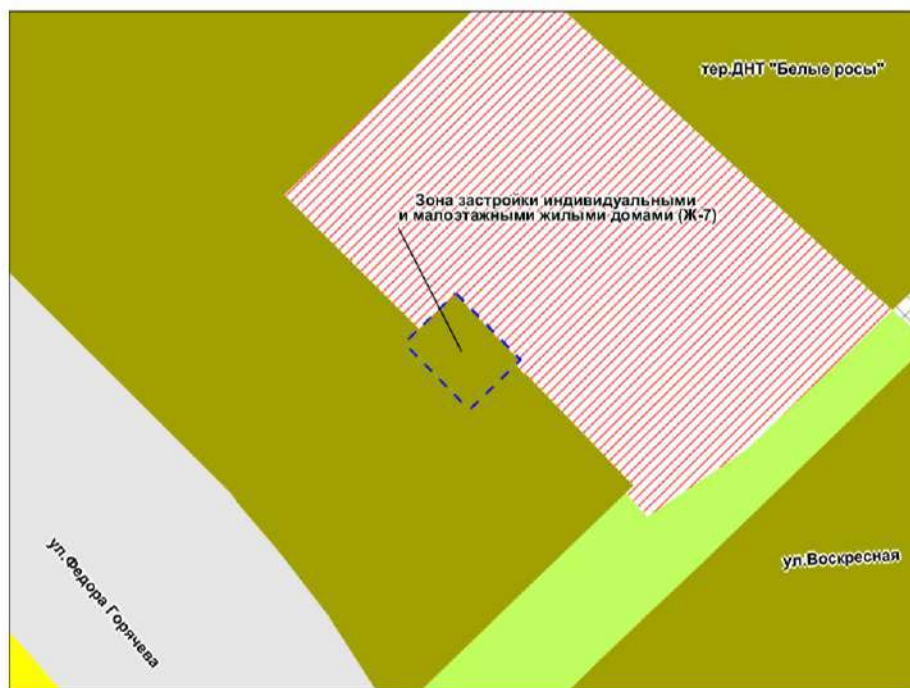 тер.ДНТ "Белые росы"
Зона застройки индивидуальными
и малоэтажными жилыми домами (Ж-7)
ул.Воскресная
ул.Федора Горячева